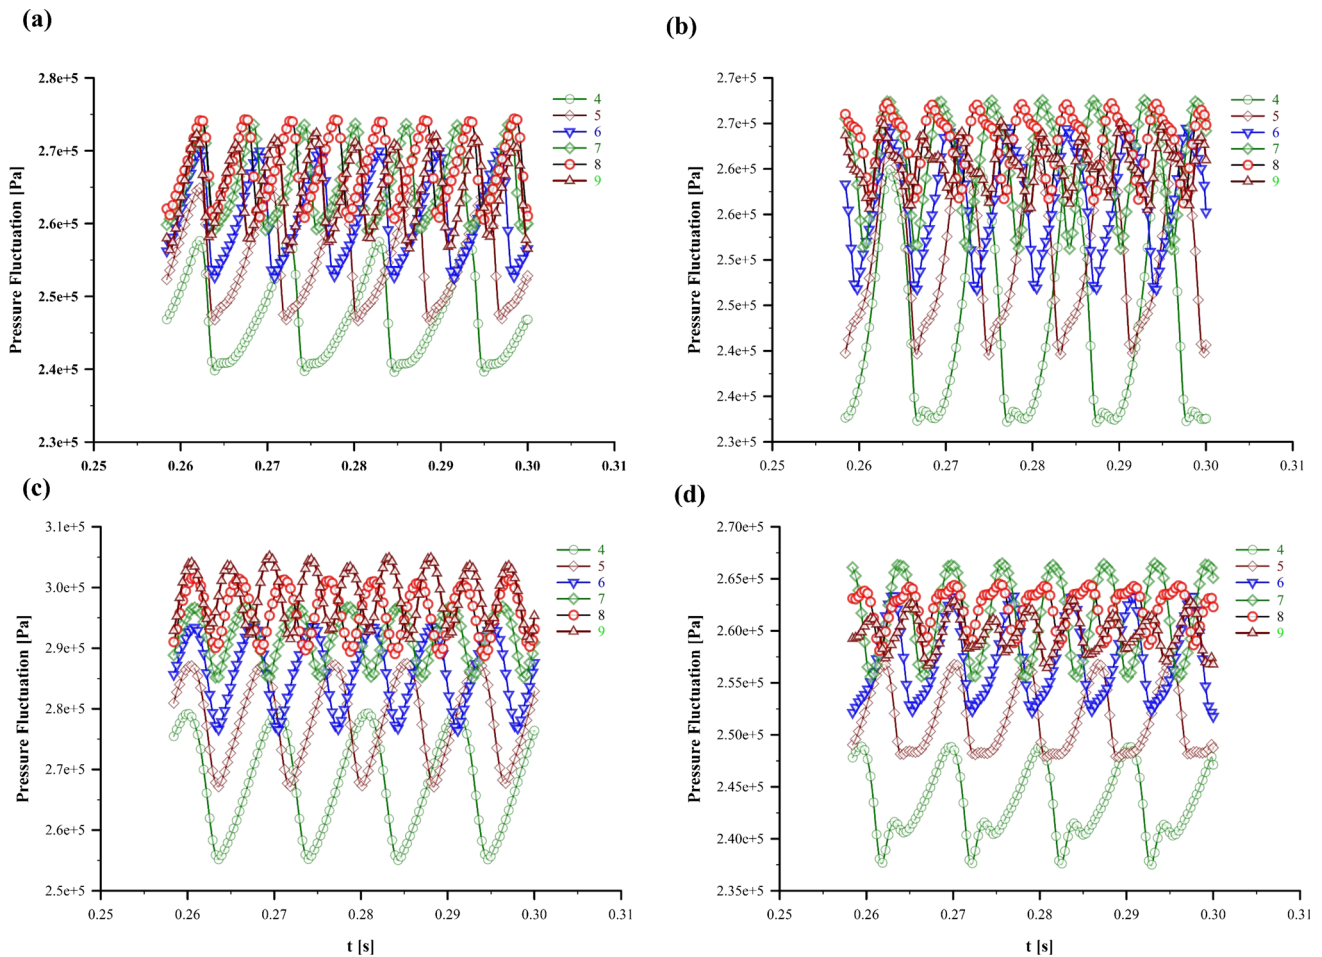 (a)
2.8e+5
2.7e+5
2.6e+5
2.5e+5
2.4e+5
2.3e+5
Pressure Fluctuation [Pa]
0.25 0.26 0.27 0.28 0.29 0.30 0.31
4
5
6
7
8
9
(b)
2.7e+5
2.7e+5
2.6e+5
2.6e+5
2.5e+5
2.5e+5
2.4e+5
2.4e+5
2.3e+5
Pressure Fluctuation [Pa]
0.25 0.26 0.27 0.28 0.29 0.30 0.31
4
5
6
7
8
9
(c)
3.1e+5
3.0e+5
2.9e+5
2.8e+5
2.7e+5
2.6e+5
2.5e+5
Pressure Fluctuation [Pa]
0.25 0.26 0.27 0.28 0.29 0.30 0.31
t [s]
4
5
6
7
8
9
(d)
2.70e+5
2.65e+5
2.60e+5
2.55e+5
2.50e+5
2.45e+5
2.40e+5
2.35e+5
Pressure Fluctuation [Pa]
0.25 0.26 0.27 0.28 0.29 0.30 0.31
t [s]
4
5
6
7
8
9